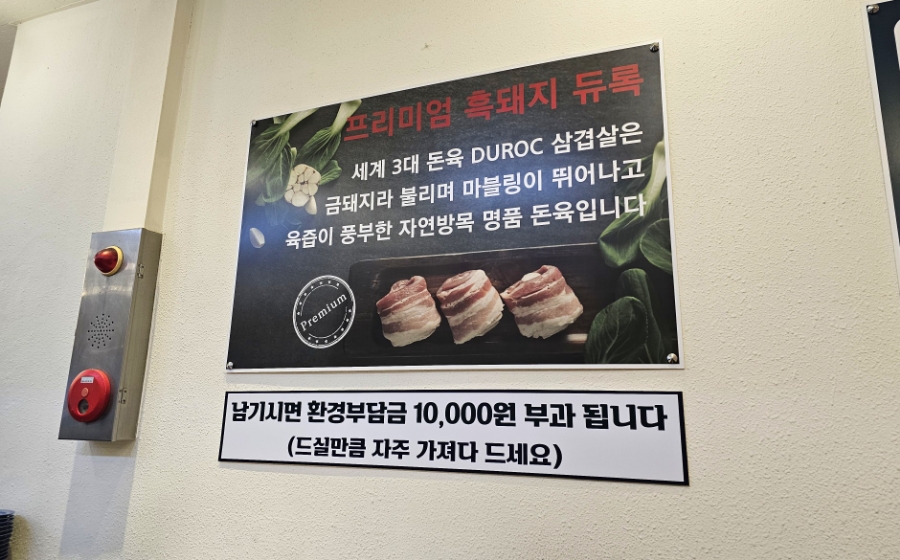 프리미엄 흑돼지 듀록
세계 3대 돈육 DUROC 삼겹살은
금돼지라 불리며 마블링이 뛰어나고
육즙이 풍부한 자연방목 명품 돈육입니다
Premium
남기시면 환경부담금 10,000원 부과 됩니다
(드실만큼 자주 가져다 드세요)